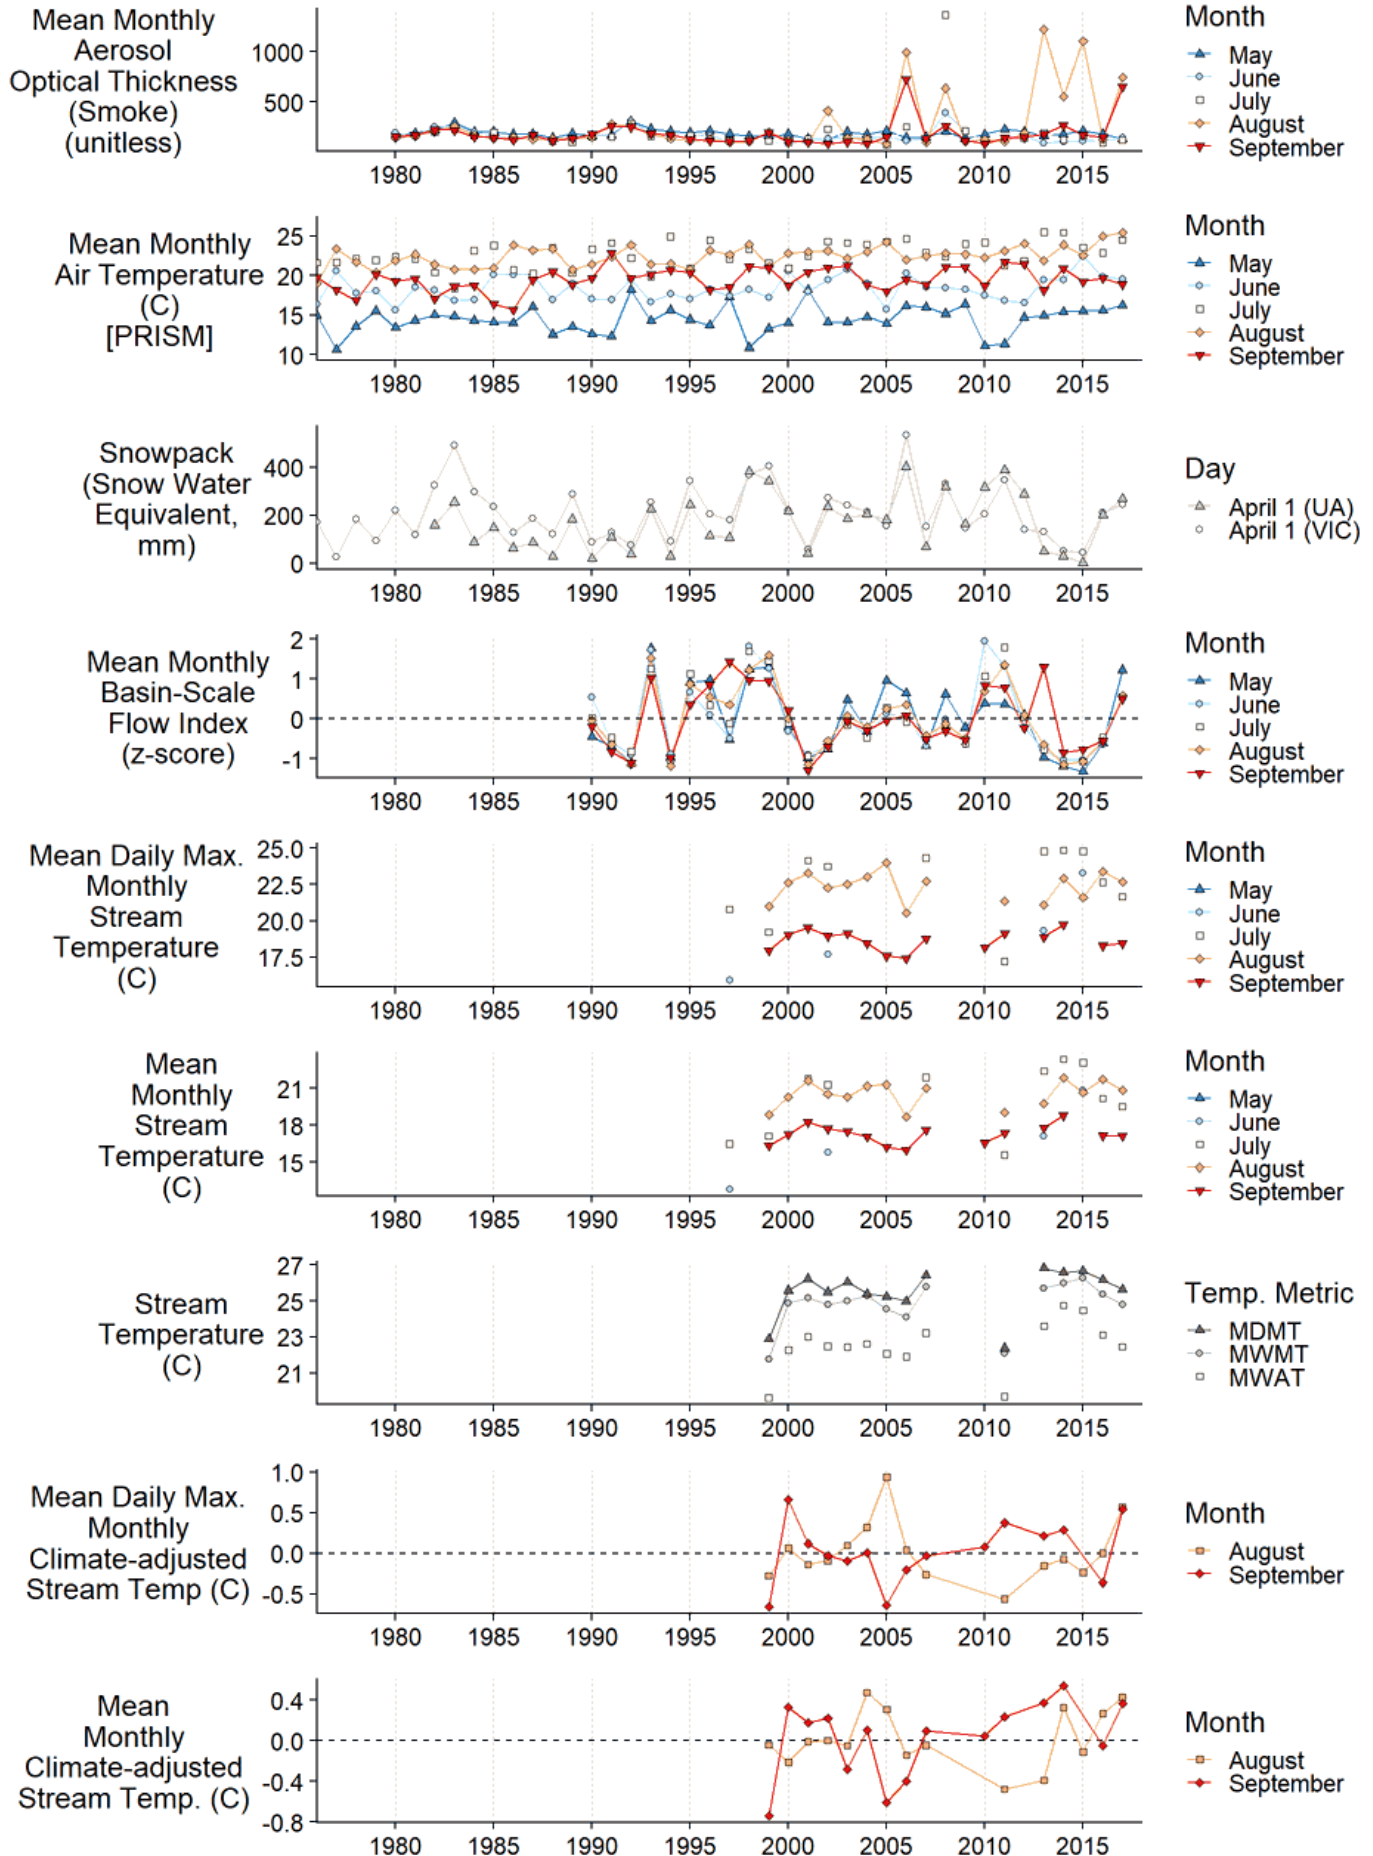 Mean Monthly
Aerosol
Optical Thickness
(Smoke)
(unitless)
1000
500
1980 1985 1990 1995 2000 2005 2010 2015
Month
May
June
July
August
September
Mean Monthly
Air Temperature
(C)
[PRISM]
25
20
15
10
1980 1985 1990 1995 2000 2005 2010 2015
Month
May
June
July
August
September
Snowpack
(Snow Water
Equivalent,
mm)
400
200
0
1980 1985 1990 1995 2000 2005 2010 2015
Day
April 1 (UA)
April 1 (VIC)
Mean Monthly
Basin-Scale
Flow Index
(z-score)
2
1
0
-1
1980 1985 1990 1995 2000 2005 2010 2015
Month
May
June
July
August
September
Mean Daily Max.
Monthly
Stream
Temperature
(C)
25.0
22.5
20.0
17.5
1980 1985 1990 1995 2000 2005 2010 2015
Month
May
June
July
August
September
Mean
Monthly
Stream
Temperature
(C)
21
18
15
1980 1985 1990 1995 2000 2005 2010 2015
Month
May
June
July
August
September
Stream
Temperature
(C)
27
25
23
21
1980 1985 1990 1995 2000 2005 2010 2015
Temp. Metric
MDMT
MWMT
MWAT
Mean Daily Max.
Monthly
Climate-adjusted
Stream Temp (C)
1.0
0.5
0.0
-0.5
1980 1985 1990 1995 2000 2005 2010 2015
Month
August
September
Mean
Monthly
Climate-adjusted
Stream Temp. (C)
0.4
0.0
-0.4
-0.8
1980 1985 1990 1995 2000 2005 2010 2015
Month
August
September